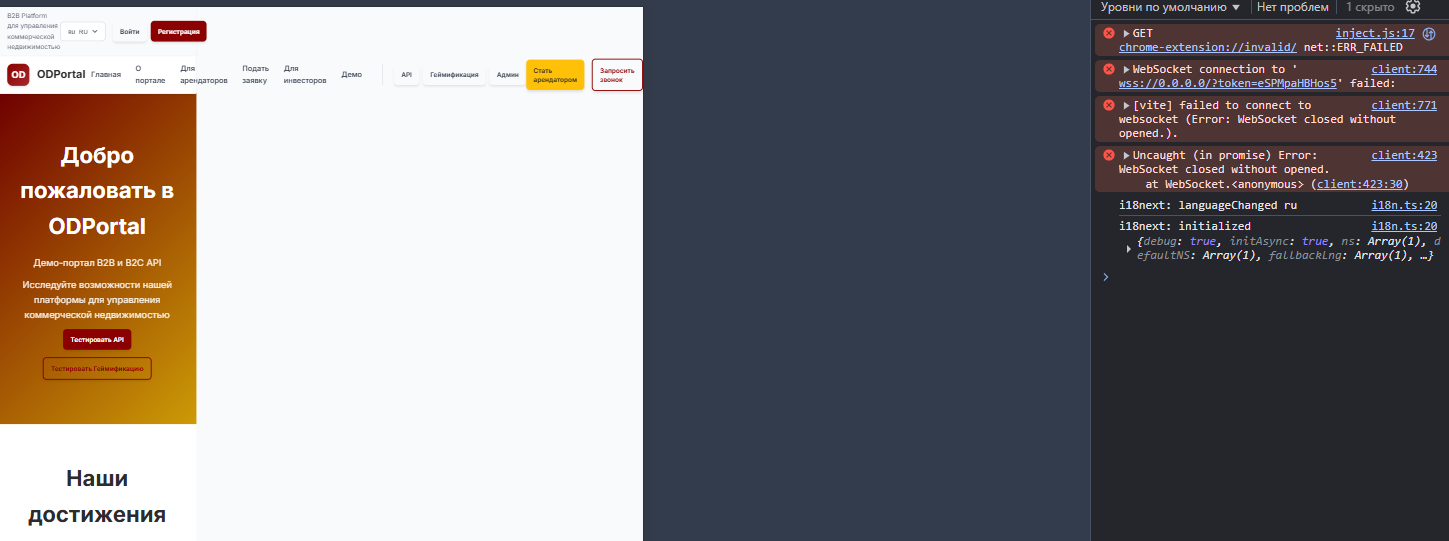 B2B Platform
для управления
коммерческой
недвижимостью
RU RU
Войти
Регистрация
OD
ODPortal
Главная
О
портале
Для
арендаторов
Подать
заявку
Для
инвесторов
Демо
API
Геймификация
Админ
Стать
арендатором
Запросить
звонок
Добро
пожаловать в
ODPortal
Демо-портал B2B и B2C API
Исследуйте возможности нашей
платформы для управления
коммерческой недвижимостью
Тестировать API
Тестировать Геймификацию
Наши
достижения
Уровни по умолчанию
Нет проблем
1 скрыто
GET inject.js:17
chrome-extension://invalid/ net::ERR_FAILED
WebSocket connection to ' client:744
wss://0.0.0.0/?token=eSPMpaHBHos5' failed:
[vite] failed to connect to client:771
websocket (Error: WebSocket closed without
opened.).
Uncaught (in promise) Error: client:423
WebSocket closed without opened.
at WebSocket.<anonymous> (client:423:30)
i18next: languageChanged ru i18n.ts:20
i18next: initialized i18n.ts:20
{debug: true, initAsync: true, ns: Array(1), d
efaultNS: Array(1), fallbackLng: Array(1), …}